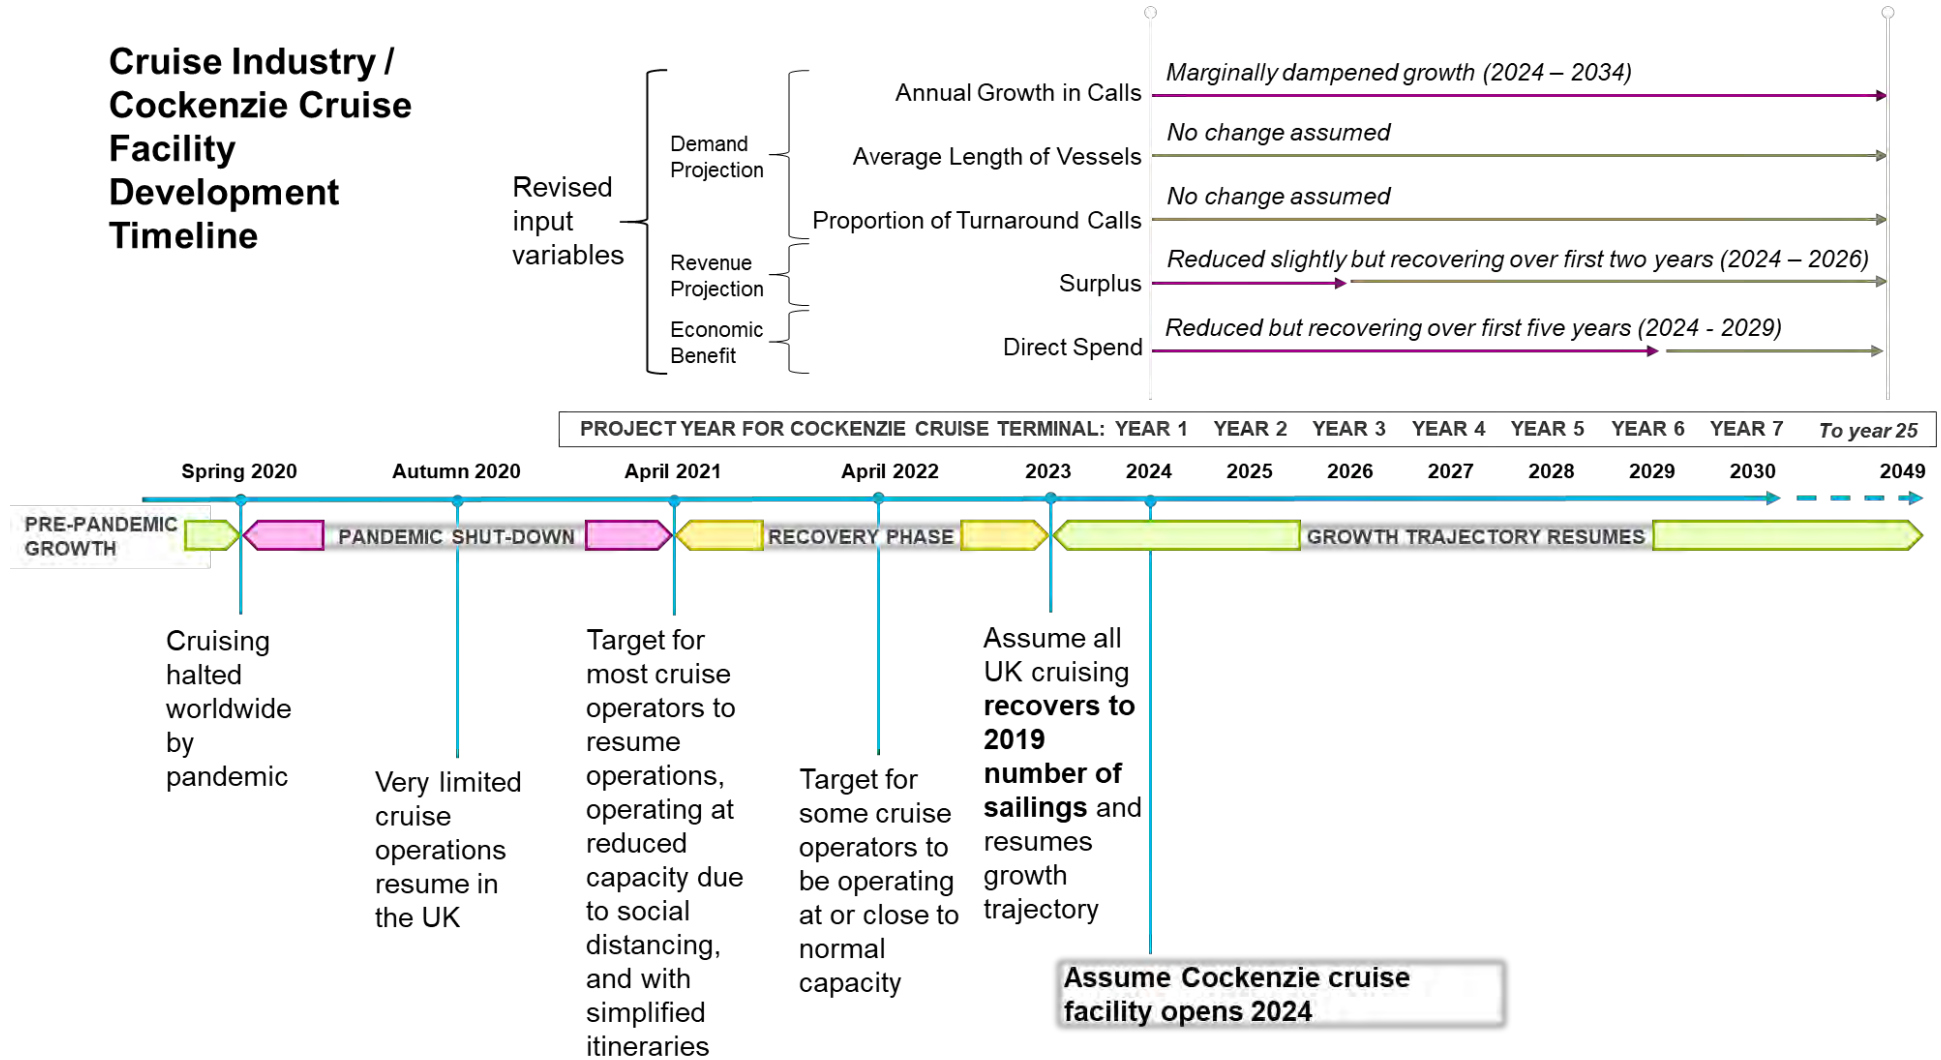 Cruise Industry /
Cockenzie Cruise
Facility
Development
Timeline
Revised
input
variables
Demand
Projection
Revenue
Projection
Economic
Benefit
Annual Growth in Calls
Marginally dampened growth (2024 – 2034)
Average Length of Vessels
No change assumed
Proportion of Turnaround Calls
No change assumed
Surplus
Reduced slightly but recovering over first two years (2024 – 2026)
Direct Spend
Reduced but recovering over first five years (2024 - 2029)
PROJECT YEAR FOR COCKENZIE CRUISE TERMINAL: YEAR 1 YEAR 2 YEAR 3 YEAR 4 YEAR 5 YEAR 6 YEAR 7 To year 25
Spring 2020 Autumn 2020 April 2021 April 2022 2023 2024 2025 2026 2027 2028 2029 2030 2049
PRE-PANDEMIC
GROWTH
PANDEMIC SHUT-DOWN
RECOVERY PHASE
GROWTH TRAJECTORY RESUMES
Cruising
halted
worldwide
by
pandemic
Very limited
cruise
operations
resume in
the UK
Target for
most cruise
operators to
resume
operations,
operating at
reduced
capacity due
to social
distancing,
and with
simplified
itineraries
Target for
some cruise
operators to
be operating
at or close to
normal
capacity
Assume all
UK cruising
recovers to
2019
number of
sailings and
resumes
growth
trajectory
Assume Cockenzie cruise
facility opens 2024